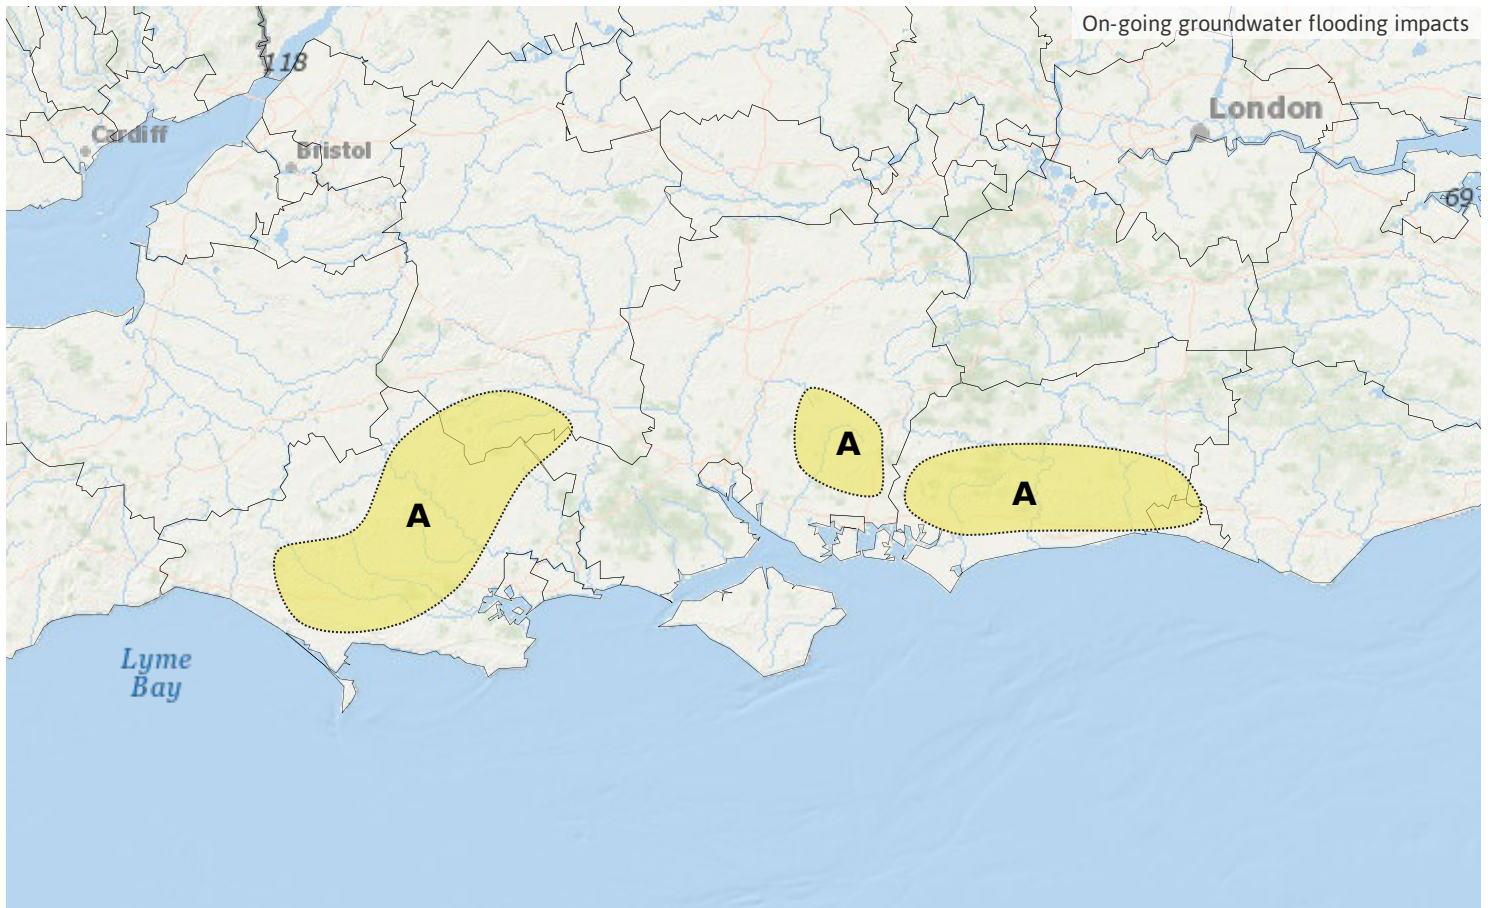 On-going groundwater flooding impacts
118
London
Cardiff
Bristol
69
A
A
A
Lyme
Bay